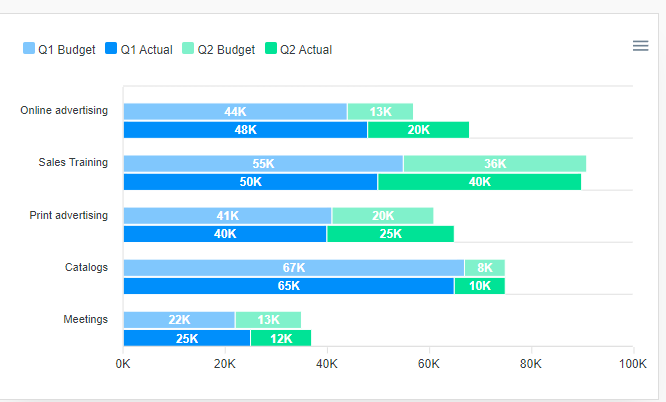 Q1 Budget Q1 Actual Q2 Budget Q2 Actual
Online advertising 44K 13K
48K 20K
Sales Training 55K 36K
50K 40K
Print advertising 41K 20K
40K 25K
Catalogs 67K 8K
65K 10K
Meetings 22K 13K
25K 12K
0K 20K 40K 60K 80K 100K